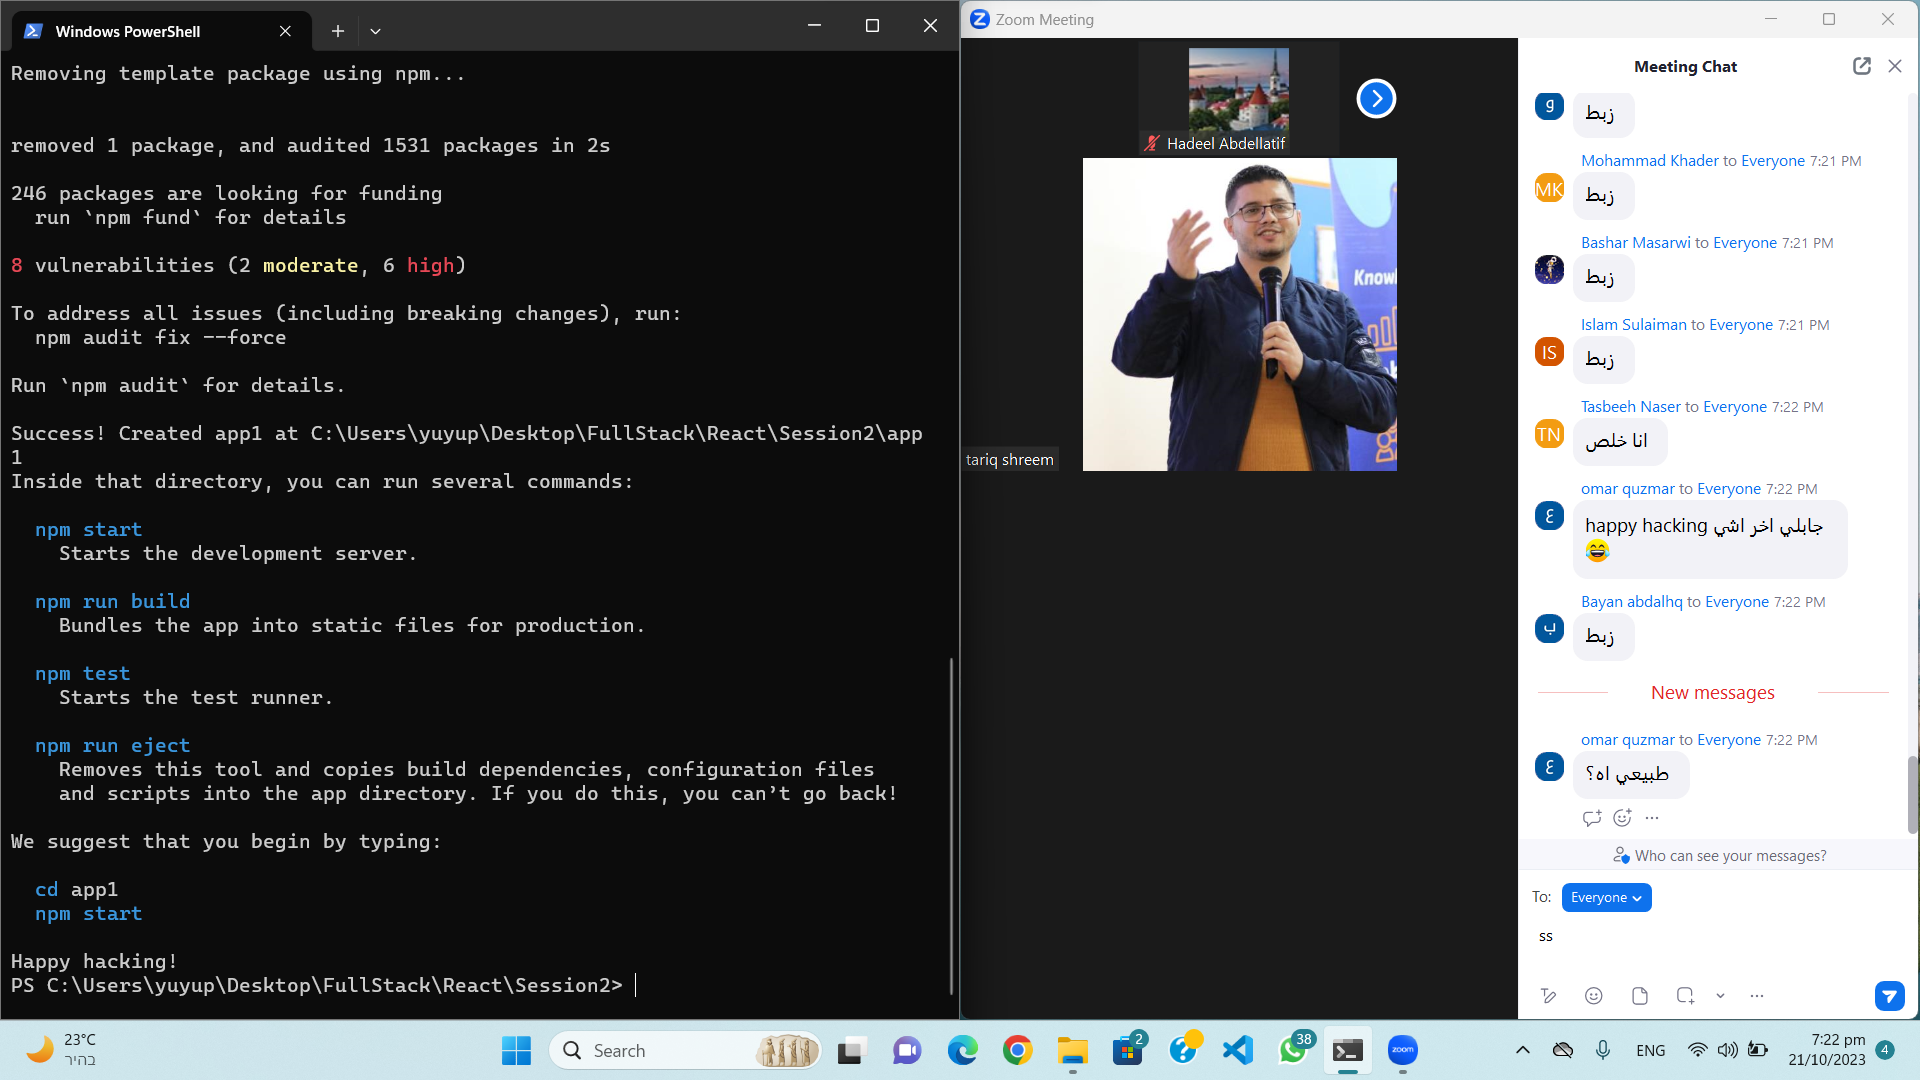 Windows PowerShell
Removing template package using npm...
removed 1 package, and audited 1531 packages in 2s
246 packages are looking for funding
run `npm fund` for details
8 vulnerabilities (2 moderate, 6 high)
To address all issues (including breaking changes), run:
npm audit fix --force
Run `npm audit` for details.
Success! Created app1 at C:\Users\yuyup\Desktop\FullStack\React\Session2\app
1
Inside that directory, you can run several commands:
npm start
Starts the development server.
npm run build
Bundles the app into static files for production.
npm test
Starts the test runner.
npm run eject
Removes this tool and copies build dependencies, configuration files
and scripts into the app directory. If you do this, you can’t go back!
We suggest that you begin by typing:
cd app1
npm start
Happy hacking!
PS C:\Users\yuyup\Desktop\FullStack\React\Session2>
Zoom Meeting
Hadeel Abdellatif
Know
tariq shreem
Meeting Chat
و
زبط
Mohammad Khader to Everyone 7:21 PM
MK
زبط
Bashar Masarwi to Everyone 7:21 PM
زبط
Islam Sulaiman to Everyone 7:21 PM
IS
زبط
Tasbeeh Naser to Everyone 7:22 PM
TN
انا خلص
omar quzmar to Everyone 7:22 PM
ع
happy hacking جابلي اخر اشي
😂
Bayan abdalhq to Everyone 7:22 PM
ب
زبط
New messages
omar quzmar to Everyone 7:22 PM
ع
طبيعي اه؟
Who can see your messages?
To: Everyone
ss
23°C
בהיר
Search
2
38
zoom
ENG
7:22 pm
21/10/2023
4